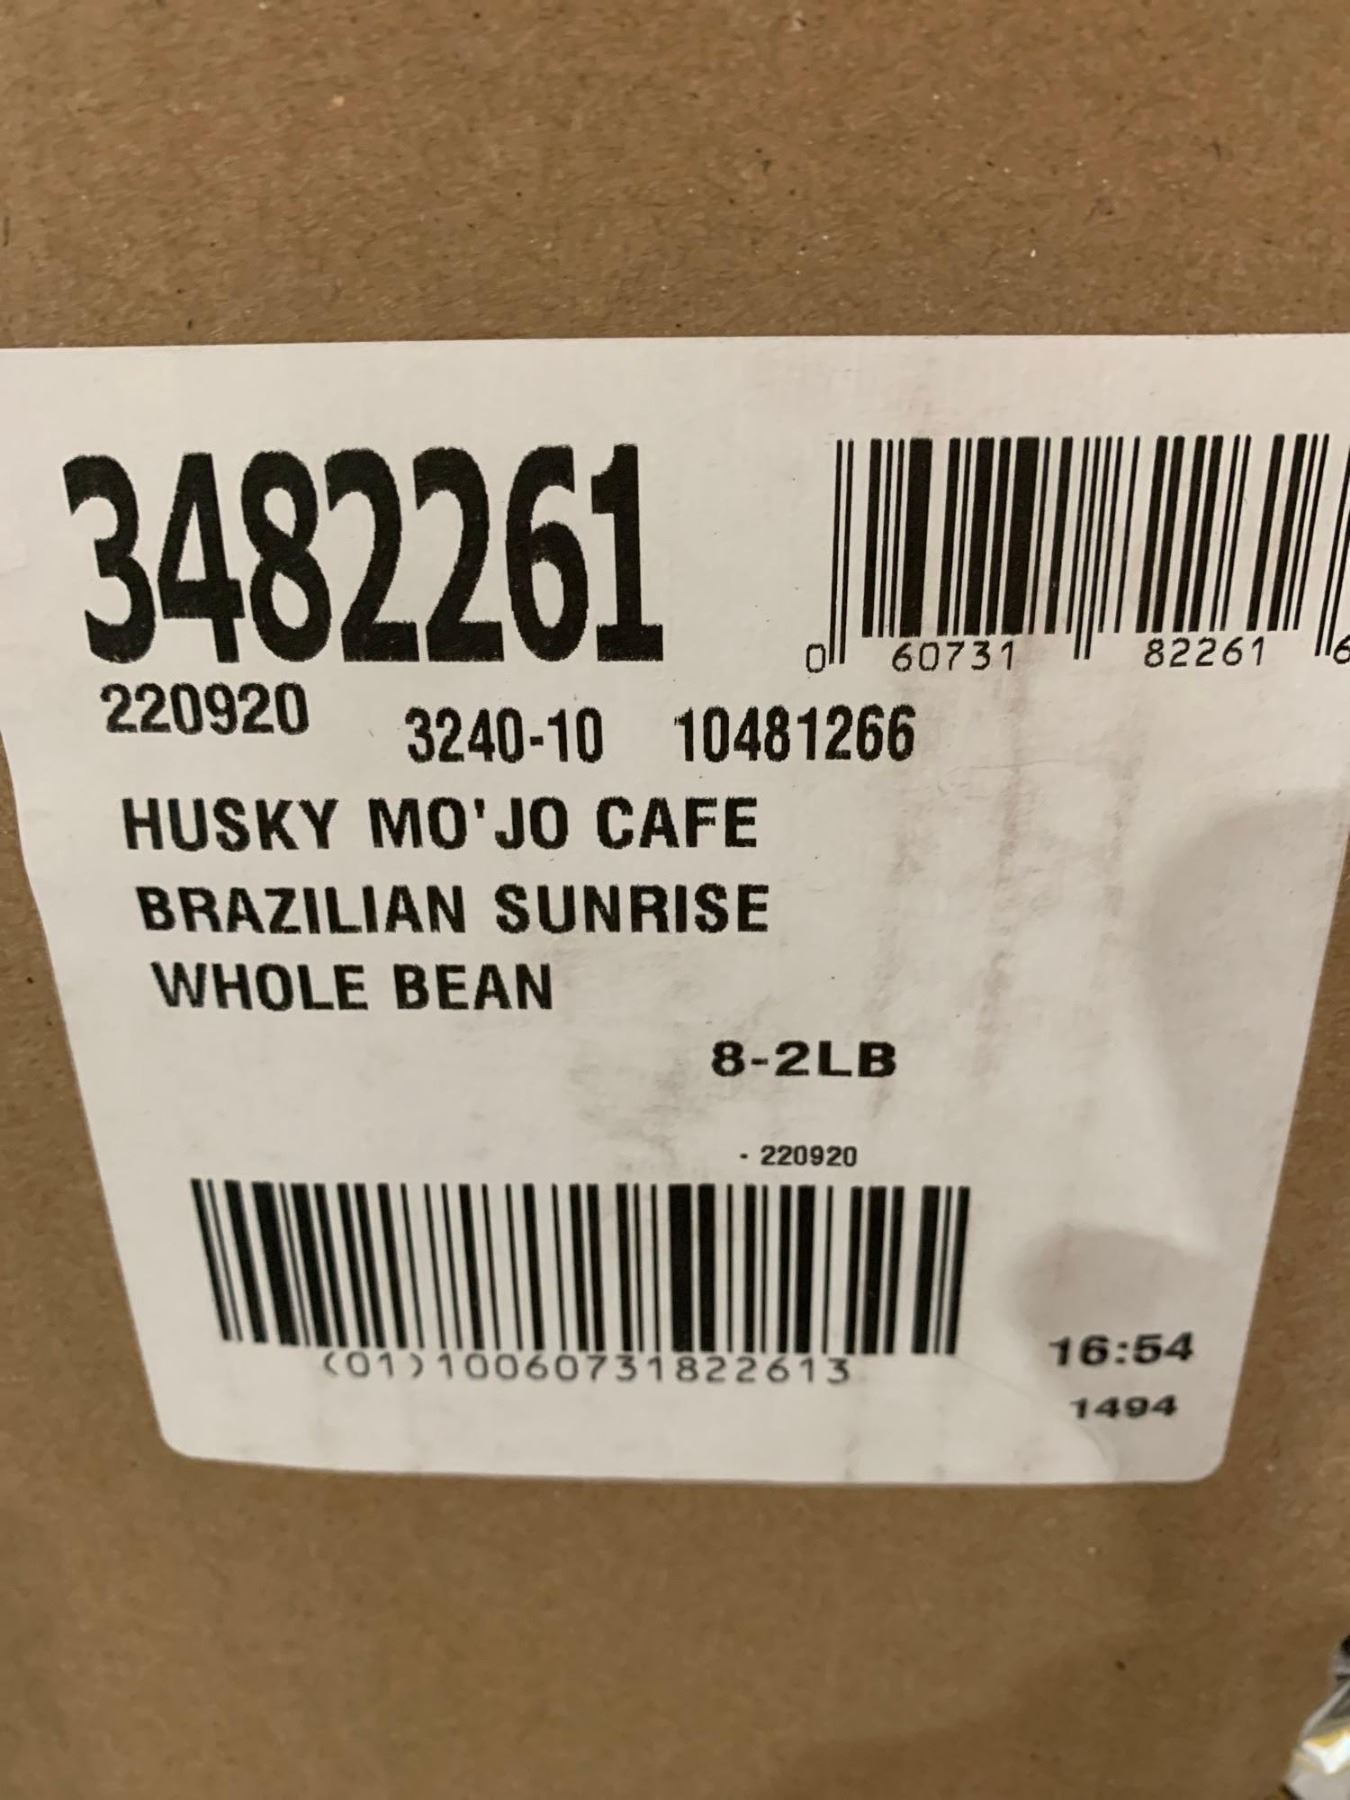 3482261
0 60731 82261 6
220920 3240-10 10481266
HUSKY MO'JO CAFE
BRAZILIAN SUNRISE
WHOLE BEAN
8-2LB
- 220920
(01)10060731822613
16:54
1494